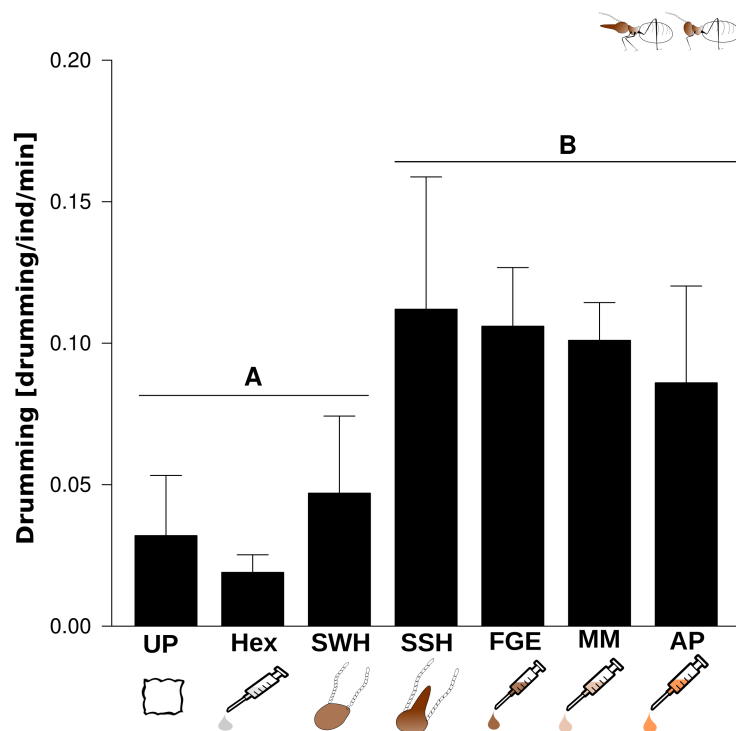 Drumming [drumming/ind/min]
0.20
B
0.15
0.10
A
0.05
0.00
UP Hex SWH SSH FGE MM AP